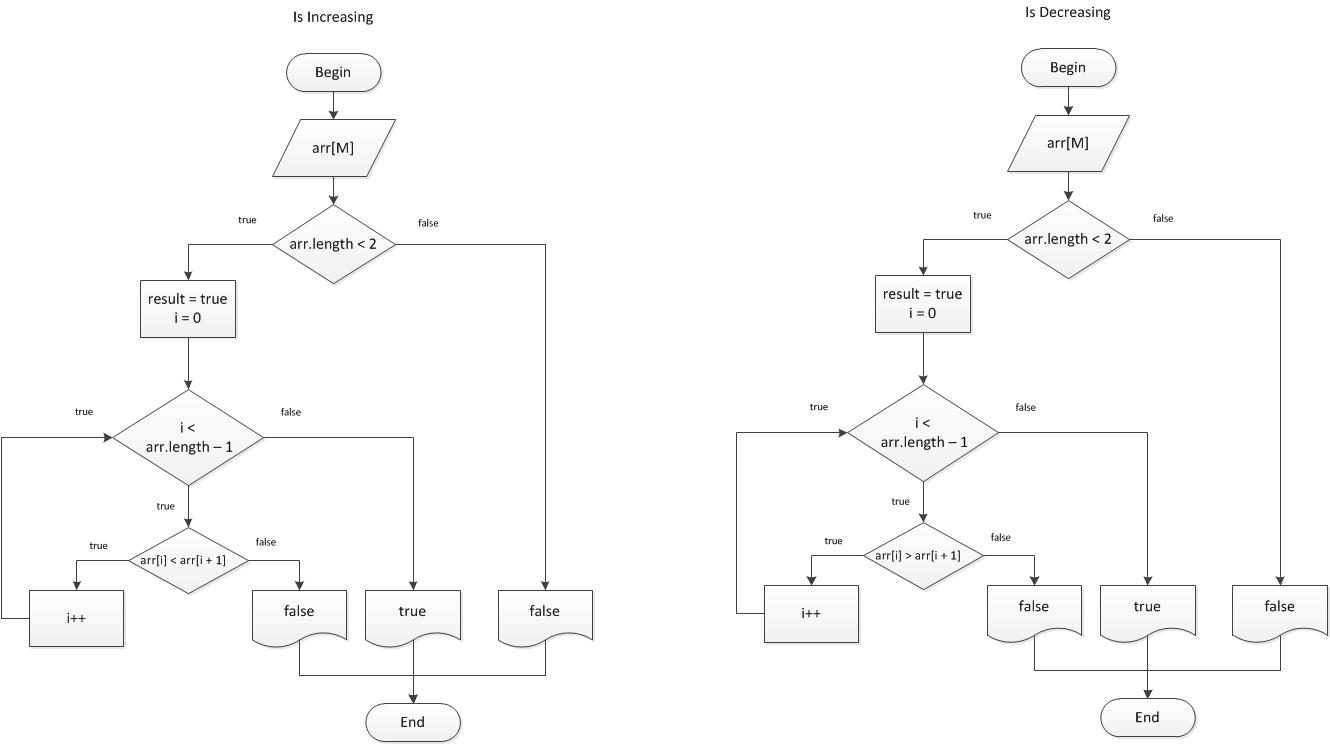 Is Increasing
Begin
arr[M]
true
false
arr.length < 2
result = true
i = 0
true
false
i <
arr.length – 1
true
true
false
arr[i] < arr[i + 1]
i++
false
true
false
End
Is Decreasing
Begin
arr[M]
true
false
arr.length < 2
result = true
i = 0
true
false
i <
arr.length – 1
true
true
false
arr[i] > arr[i + 1]
i++
false
true
false
End